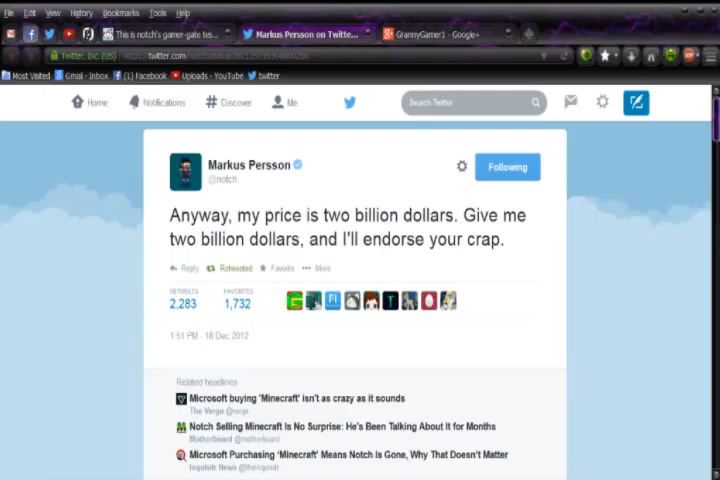 File Edit View History Bookmarks Tools Help
This is notch's gamer-gate tes... Markus Persson on Twitte... GrannyGamer1 - Google+
Twitter, Inc. (US) https://twitter.com
Most Visited Gmail - Inbox (1) Facebook Uploads - YouTube twitter
Home Notifications Discover Me Search Twitter
Markus Persson
@notch
Following
Anyway, my price is two billion dollars. Give me
two billion dollars, and I'll endorse your crap.
Reply Retweeted Favorite More
RETWEETS FAVORITES
2,283 1,732
1:51 PM - 18 Dec 2012
Related headlines
Microsoft buying 'Minecraft' isn't as crazy as it sounds
The Verge @verge
Notch Selling Minecraft Is No Surprise: He's Been Talking About It for Months
Motherboard @motherboard
Microsoft Purchasing 'Minecraft' Means Notch Is Gone, Why That Doesn't Matter
Inquisitr News @theinquisitr